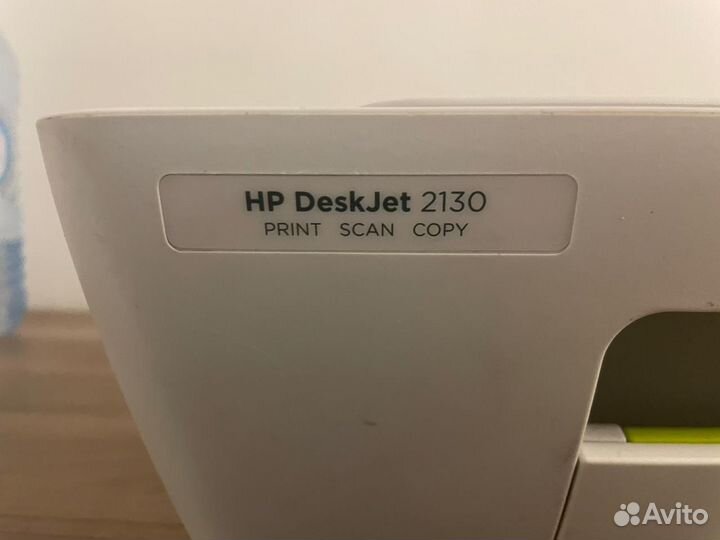 HP DeskJet 2130
PRINT SCAN COPY
Avito